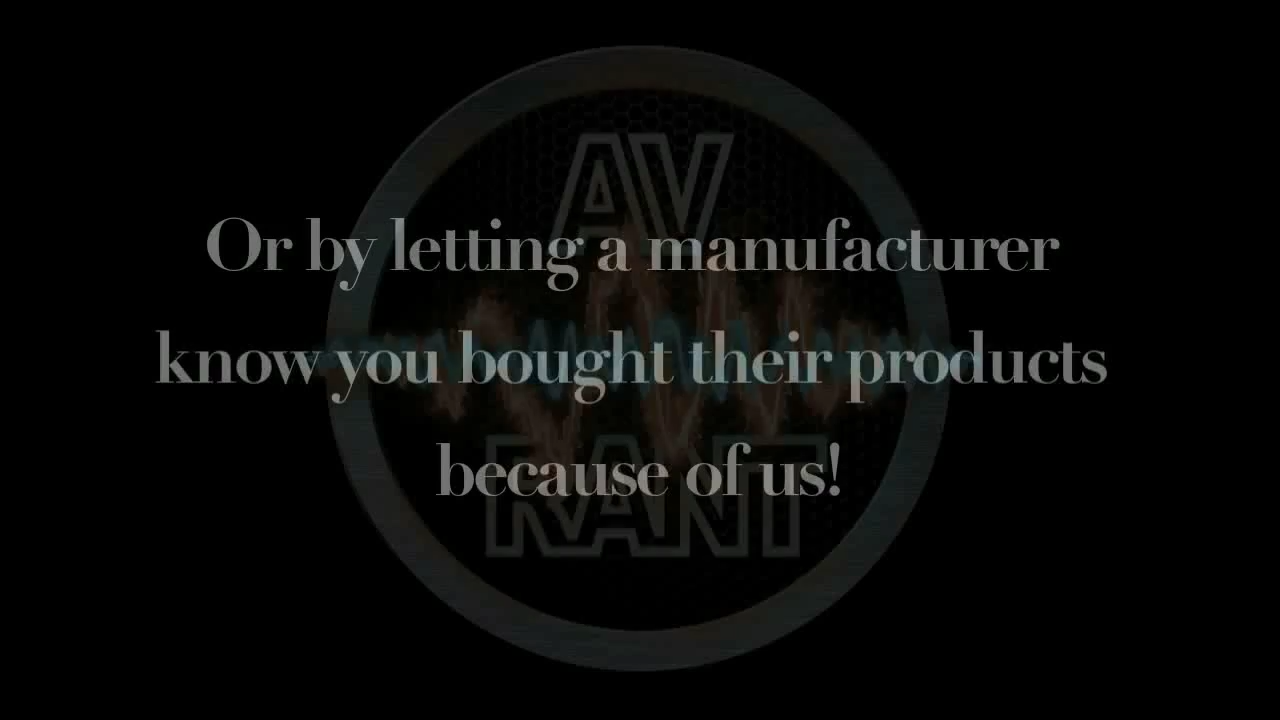 AV
Or by letting a manufacturer
know you bought their products
because of us!
RANT